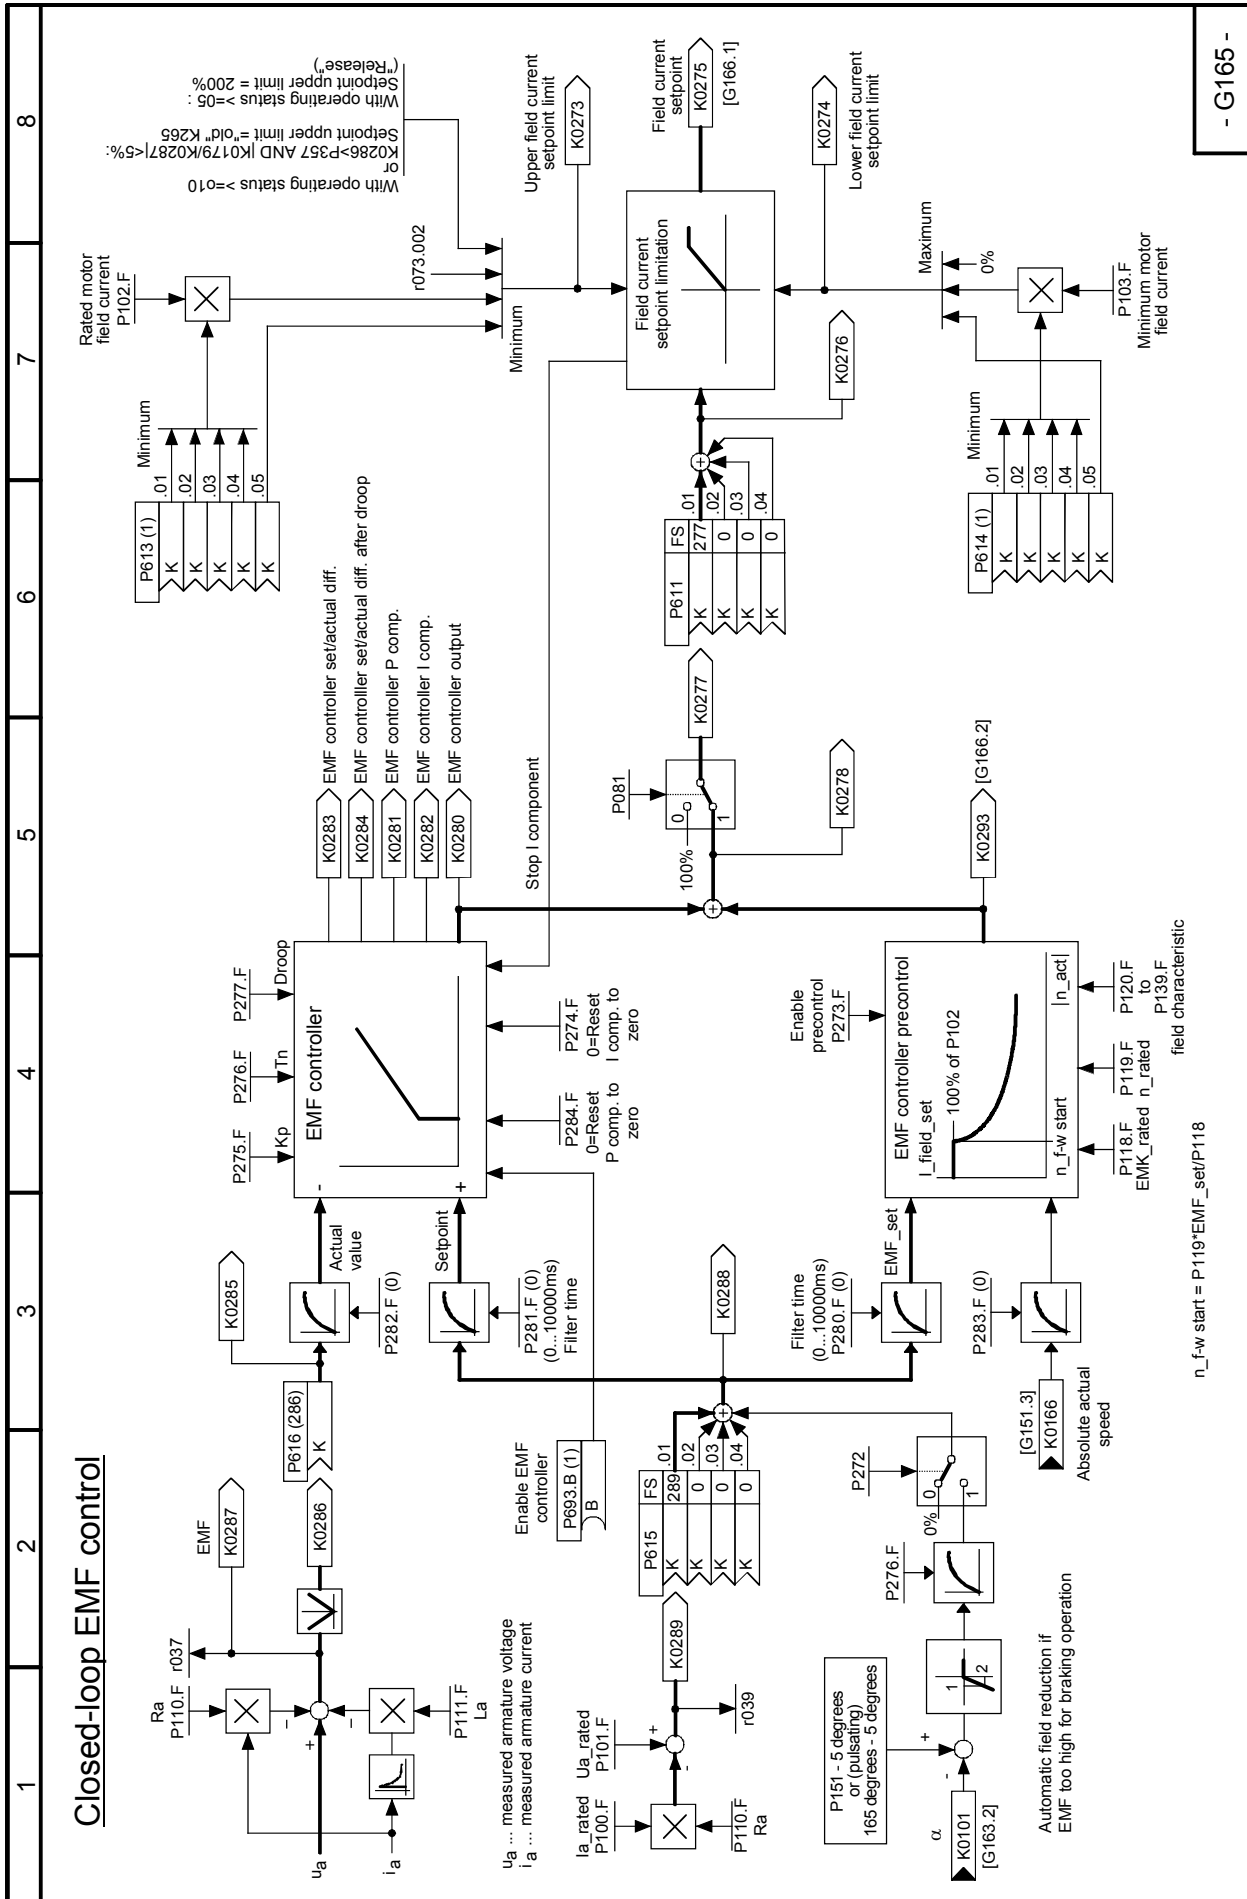 Closed-loop EMF control
1
2
3
4
5
6
7
8
- G165 -
Ra
P110.F
r037
EMF
K0287
K0286
ua
ia
+
–
–
P111.F
La
ua ... measured armature voltage
ia ... measured armature current
P616 (286)
K
K0285
Actual
value
P282.F (0)
Setpoint
P281.F (0)
(0...10000ms)
Filter time
Enable EMF
controller
P693.B (1)
B
P275.F
Kp
P276.F
Tn
P277.F
Droop
-
+
EMF controller
P284.F
0=Reset
P comp. to
zero
P274.F
0=Reset
I comp. to
zero
Stop I component
K0283
EMF controller set/actual diff.
K0284
EMF controlller set/actual diff. after droop
K0281
EMF controller P comp.
K0282
EMF controller I comp.
K0280
EMF controller output
P613 (1)
K
.01
K
.02
K
.03
K
.04
K
.05
Minimum
Rated motor
field current
P102.F
r073.002
Minimum
With operating status >=o10
or
K0286>P357 AND |K0179/K0287|<5%:
Setpoint upper limit ="old" K265
With operating status >=05 :
Setpoint upper limit = 200%
("Release")
Upper field current
setpoint limit
K0273
Ia_rated
P100.F
Ua_rated
P101.F
+
-
P110.F
Ra
r039
K0289
P615
FS
K
289
.01
K
0
.02
K
0
.03
K
0
.04
+
K0288
+
100%
0
1
P081
K0278
K0277
P611
FS
K
277
.01
K
0
.02
K
0
.03
K
0
.04
+
K0276
Field current
setpoint limitation
Field current
setpoint
K0275
[G166.1]
K0274
Lower field current
setpoint limit
P151 - 5 degrees
or (pulsating)
165 degrees - 5 degrees
+
-
α
K0101
[G163.2]
1
2
P276.F
0%
0
1
P272
Automatic field reduction if
EMF too high for braking operation
Filter time
(0...10000ms)
P280.F (0)
EMF_set
P283.F (0)
[G151.3]
K0166
Absolute actual
speed
Enable
precontrol
P273.F
EMF controller precontrol
I_field_set
100% of P102
n_f-w start
|n_act|
P118.F
EMK_rated
P119.F
n_rated
P120.F
to
P139.F
field characteristic
K0293
[G166.2]
n_f-w start = P119*EMF_set/P118
P614 (1)
K
.01
K
.02
K
.03
K
.04
K
.05
Minimum
Maximum
0%
P103.F
Minimum motor
field current